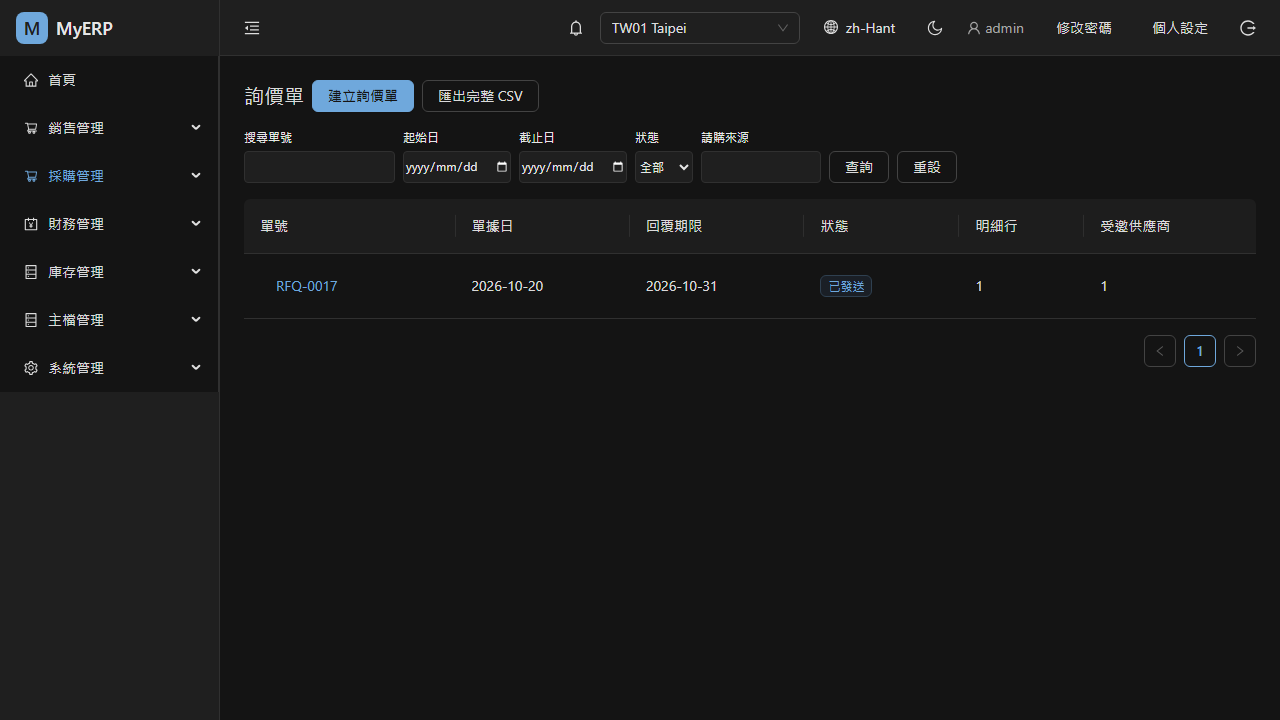 M MyERP
TW01 Taipei
zh-Hant
admin
修改密碼
個人設定
首頁
銷售管理
採購管理
財務管理
庫存管理
主檔管理
系統管理
詢價單
建立詢價單
匯出完整 CSV
搜尋單號
起始日
截止日
狀態
請購來源
yyyy/mm/dd
yyyy/mm/dd
全部
查詢
重設
單號 單據日 回覆期限 狀態 明細行 受邀供應商
RFQ-0017 2026-10-20 2026-10-31 已發送 1 1
1